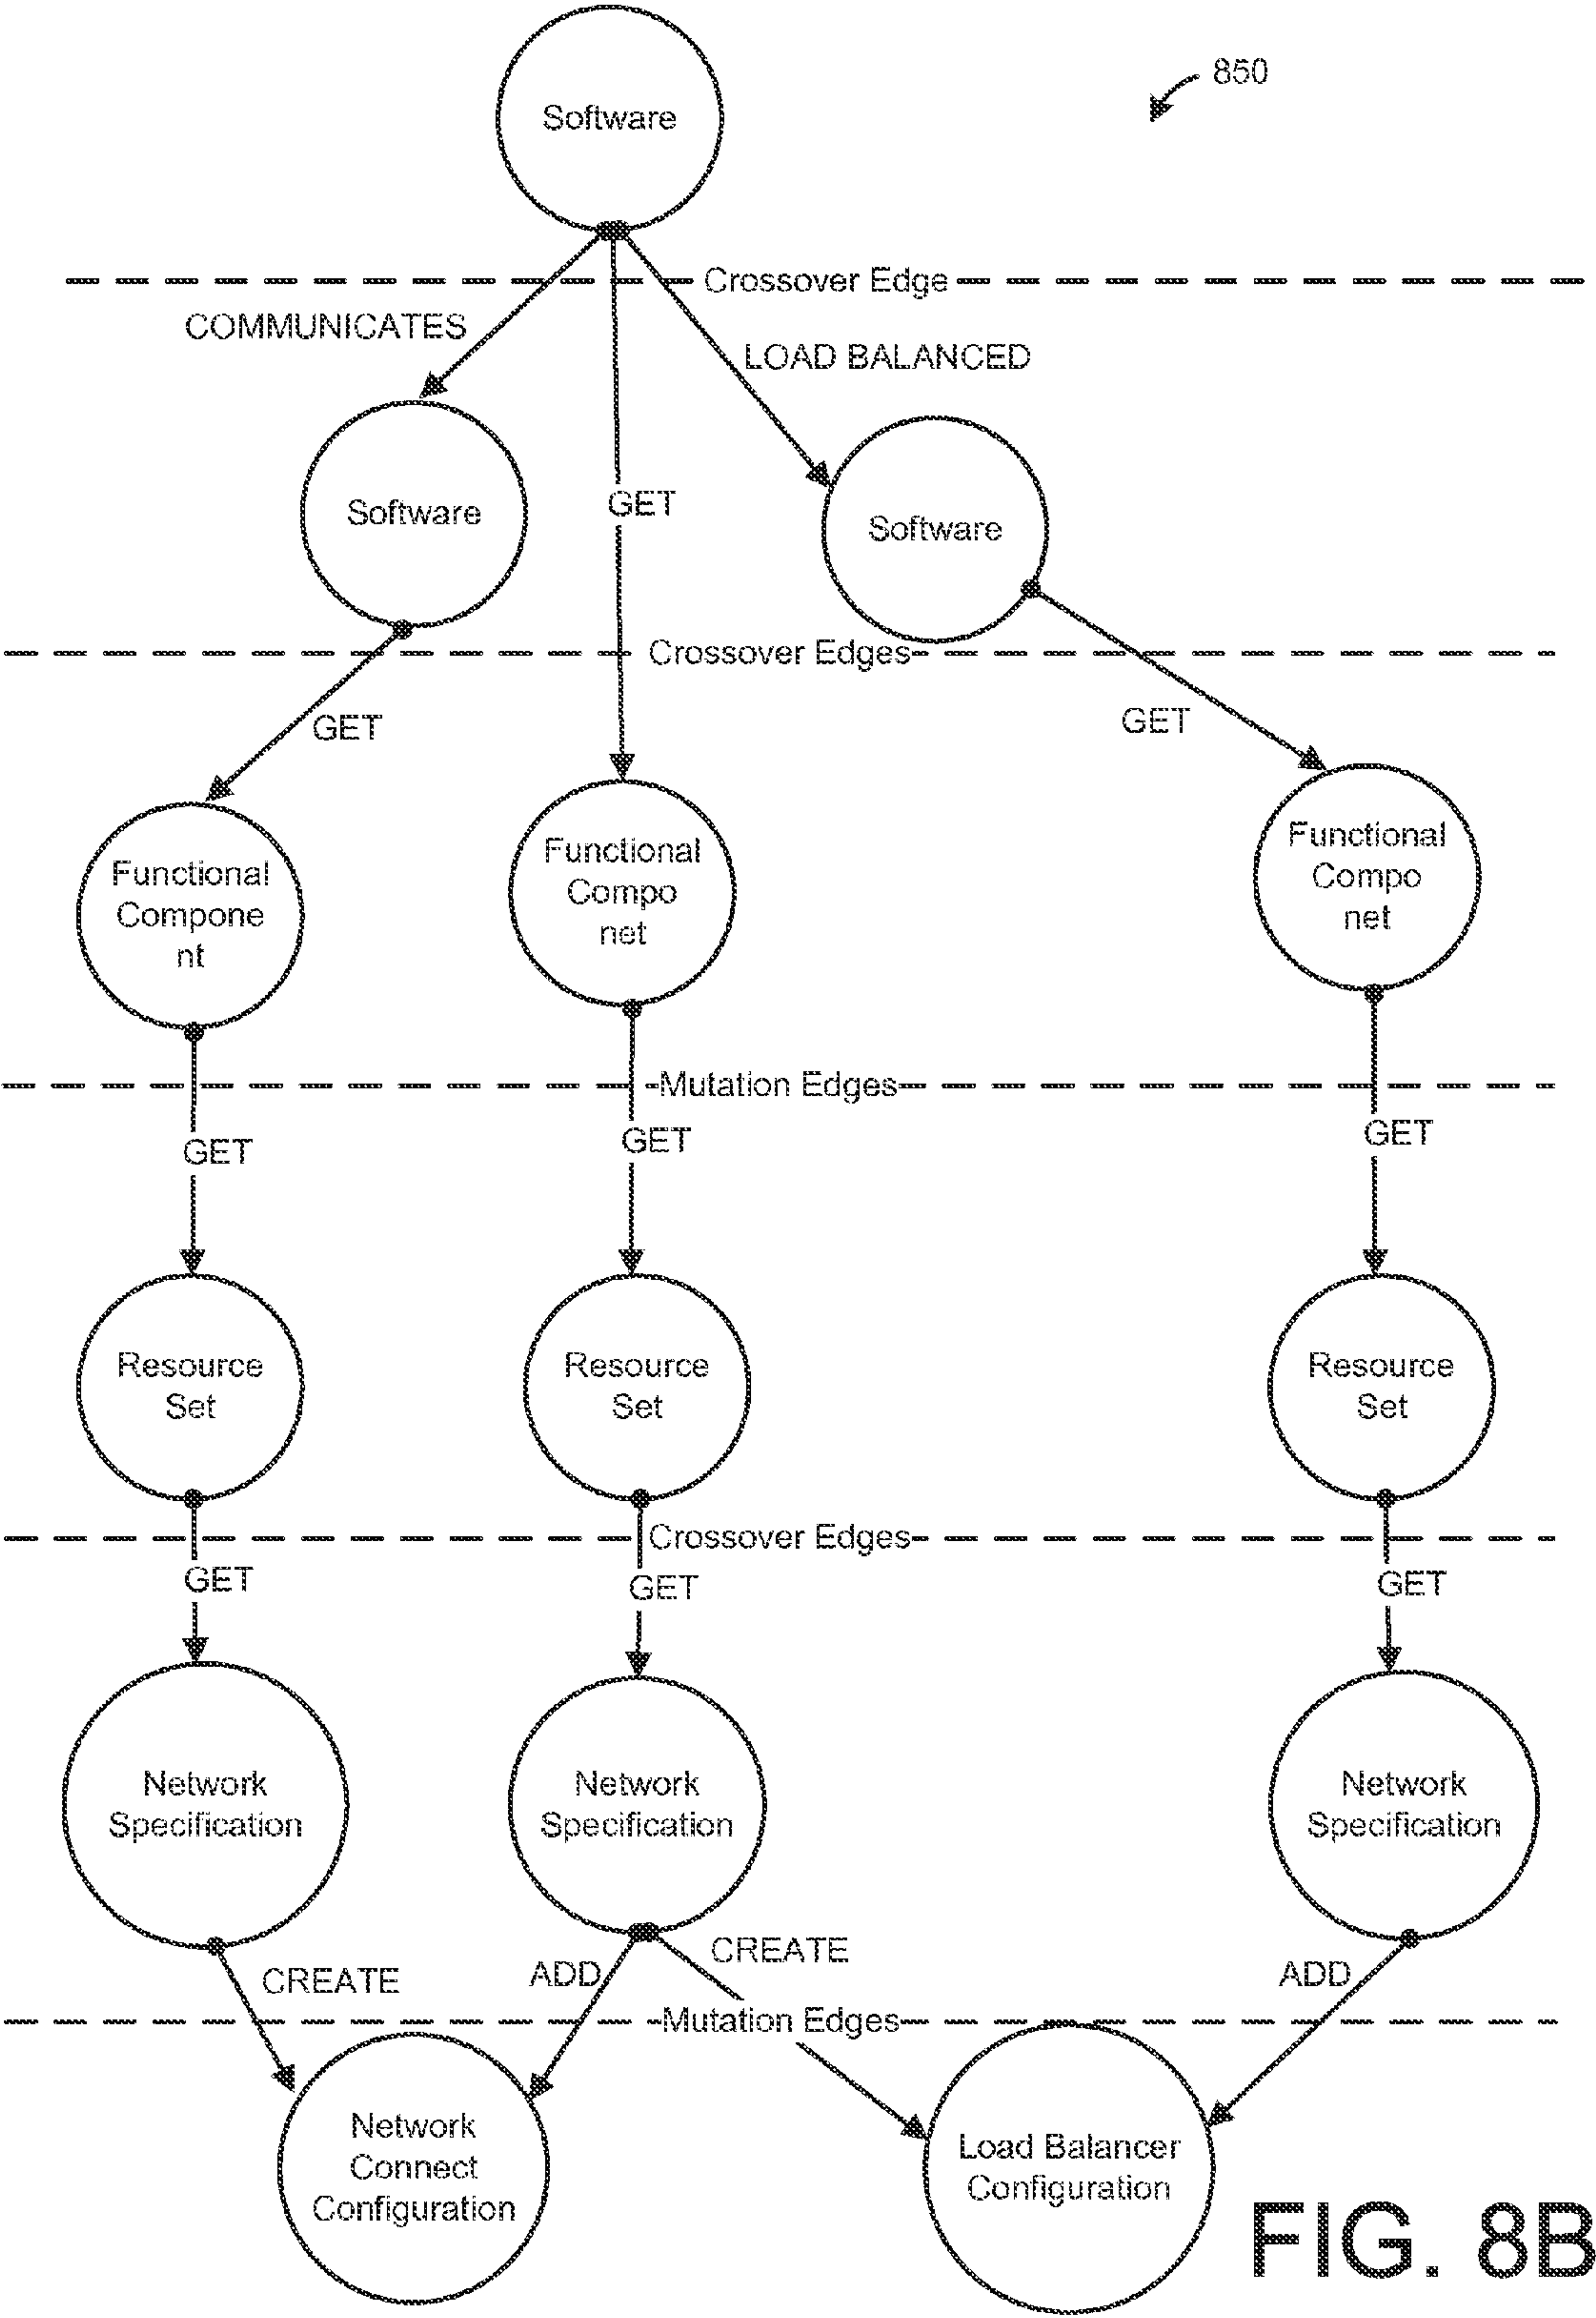 850
Software
Crossover Edge
COMMUNICATES
LOAD BALANCED
Software
GET
Software
Crossover Edges
GET
GET
Functional
Compone
nt
Functional
Compo
net
Functional
Compo
net
Mutation Edges
GET
GET
GET
Resource
Set
Resource
Set
Resource
Set
Crossover Edges
GET
GET
GET
Network
Specification
Network
Specification
Network
Specification
CREATE
ADD
CREATE
ADD
Mutation Edges
Network
Connect
Configuration
Load Balancer
Configuration
FIG. 8B